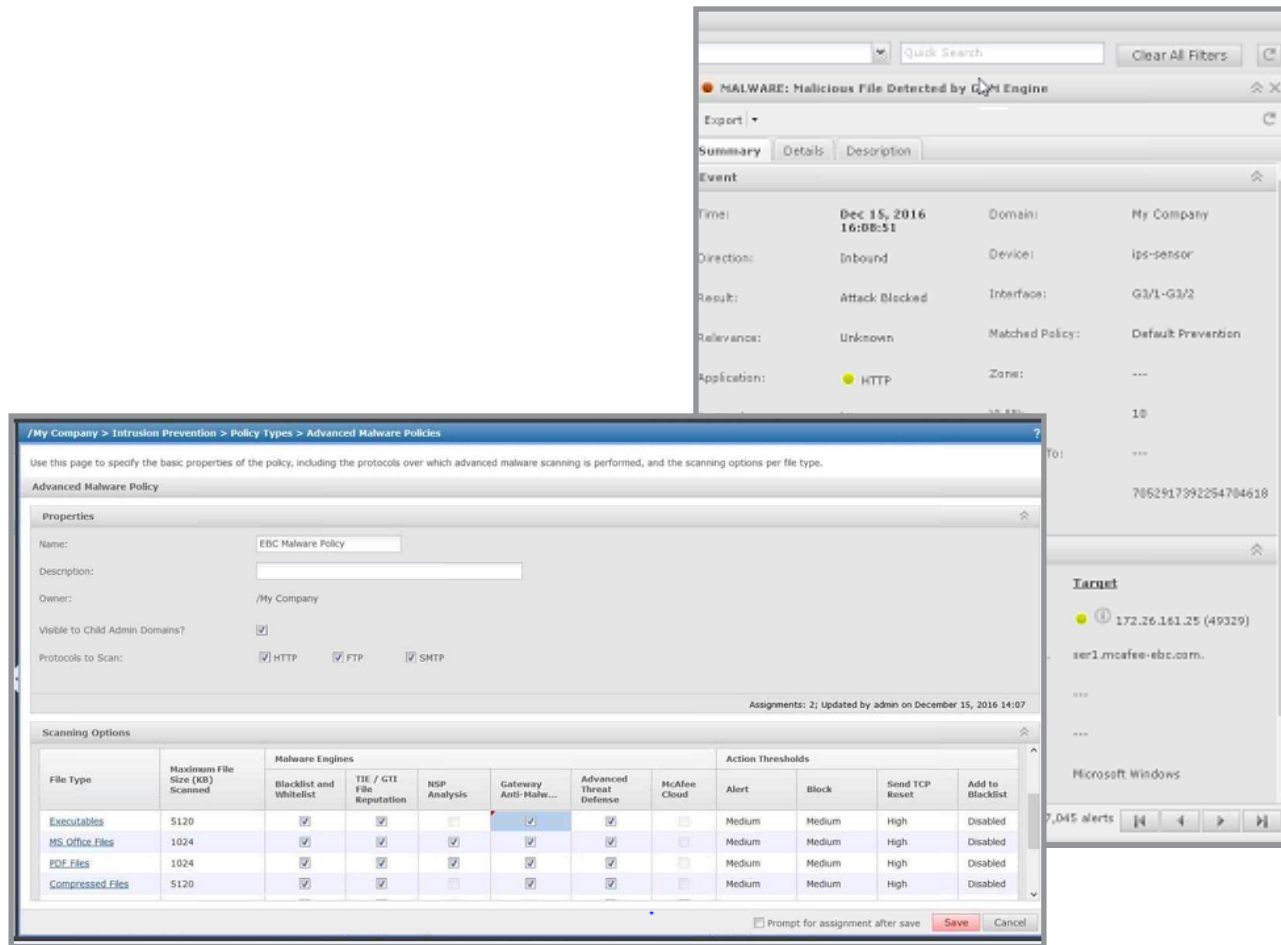 Quick Search Clear All Filters
MALWARE: Malicious File Detected by Engine
Export
Summary Details Description
Event
Time: Dec 15, 2016 16:08:51 Domain: My Company
Direction: Inbound Device: ips-sensor
Result: Attack Blocked Interface: G3/1-G3/2
Relevance: Unknown Matched Policy: Default Prevention
Application: HTTP Zone: ---
10
To: ---
7052917392254704618
Target
172.26.161.25 (49329)
ser1.mcafee-ebc.com.
---
---
Microsoft Windows
7,045 alerts
/My Company > Intrusion Prevention > Policy Types > Advanced Malware Policies ?
Use this page to specify the basic properties of the policy, including the protocols over which advanced malware scanning is performed, and the scanning options per file type.
Advanced Malware Policy
Properties
Name: EBC Malware Policy
Description:
Owner: /My Company
Visible to Child Admin Domains?
Protocols to Scan: HTTP FTP SMTP
Assignments: 2; Updated by admin on December 15, 2016 14:07
Scanning Options
File Type Maximum File Size (KB) Scanned Malware Engines Action Thresholds
Blacklist and Whitelist TIE / GTI File Reputation NSP Analysis Gateway Anti-Malw... Advanced Threat Defense McAfee Cloud Alert Block Send TCP Reset Add to Blacklist
Executables 5120 Medium Medium High Disabled
MS Office Files 1024 Medium Medium High Disabled
PDF Files 1024 Medium Medium High Disabled
Compressed Files 5120 Medium Medium High Disabled
Prompt for assignment after save Save Cancel